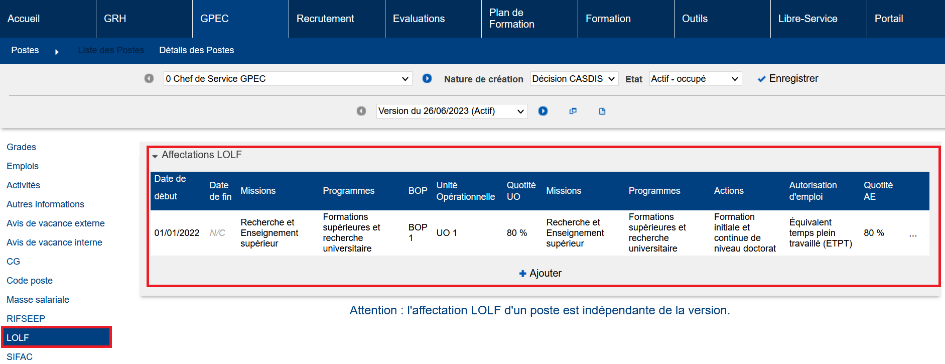 Accueil GRH GPEC Recrutement Evaluations Plan de Formation Formation Outils Libre-Service Portail
Postes Liste des Postes Détails des Postes
0 Chef de Service GPEC Nature de création Décision CASDIS Etat Actif - occupé Enregistrer
Version du 26/06/2023 (Actif)
Grades
Emplois
Activités
Autres informations
Avis de vacance externe
Avis de vacance interne
CG
Code poste
Masse salariale
RIFSEEP
LOLF
SIFAC
Affectations LOLF
Date de début Date de fin Missions Programmes BOP Unité Opérationnelle Quotité UO Missions Programmes Actions Autorisation d'emploi Quotité AE
01/01/2022 N/C Recherche et Enseignement supérieur Formations supérieures et recherche universitaire BOP 1 UO 1 80 % Recherche et Enseignement supérieur Formations supérieures et recherche universitaire Formation initiale et continue de niveau doctorat Équivalent temps plein travaillé (ETPT) 80 % ...
Ajouter
Attention : l'affectation LOLF d'un poste est indépendante de la version.